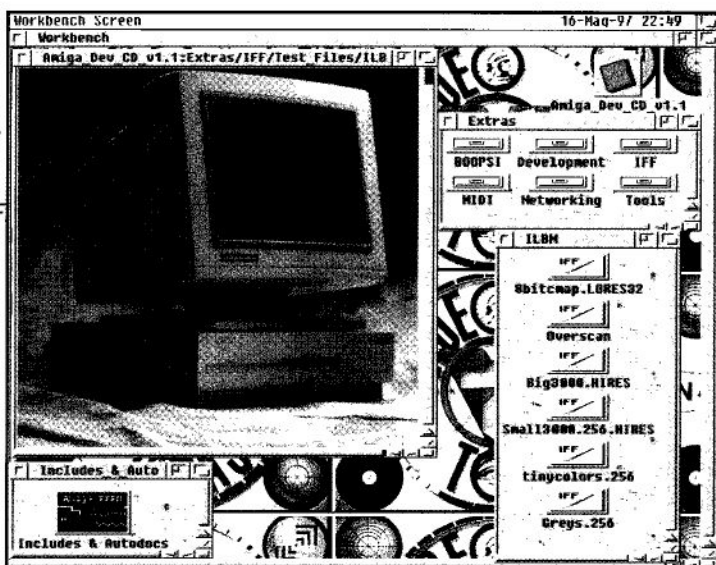 Workbench Screen
16-Mag-97 22:49
Workbench
Amiga_Dev_CD_v1.1:Extras/IFF/Test_Files/ILB
Amiga_Dev_CD_v1.1
Extras
BOOPSI Development IFF
MIDI Networking Tools
ILBM
IFF
8bitcmap.LORES32
IFF
Overscan
IFF
Big3000.HIRES
IFF
Small3000.256.HIRES
IFF
tinycolors.256
IFF
Greys.256
Includes_&_Auto
Includes & Autodocs